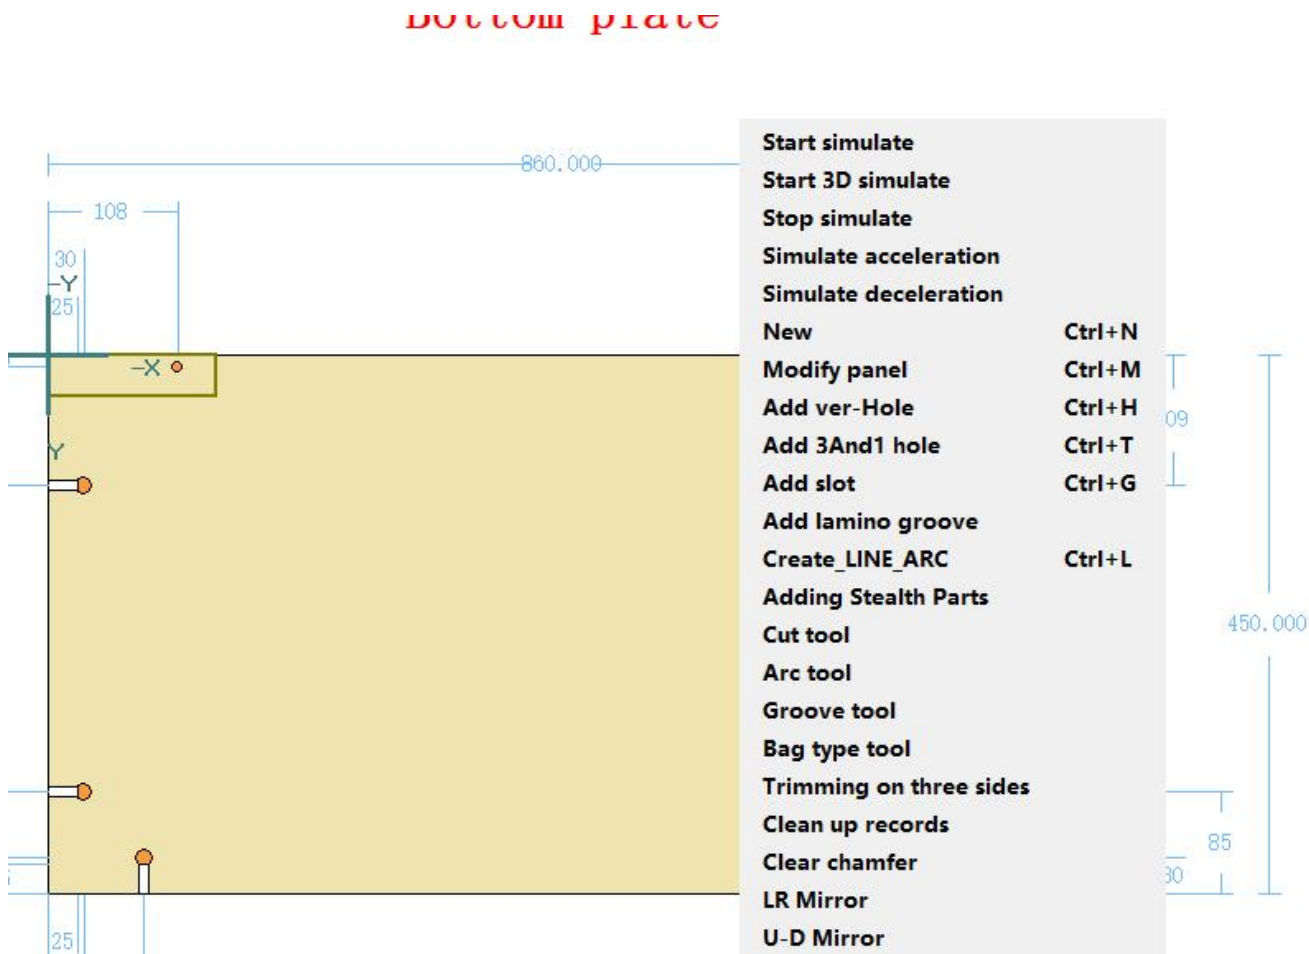 Bottom plate
860.000
108
30
-Y
25
-X
Y
Start simulate
Start 3D simulate
Stop simulate
Simulate acceleration
Simulate deceleration
New Ctrl+N
Modify panel Ctrl+M
Add ver-Hole Ctrl+H
Add 3And1 hole Ctrl+T
Add slot Ctrl+G
Add lamino groove
Create_LINE_ARC Ctrl+L
Adding Stealth Parts
Cut tool
Arc tool
Groove tool
Bag type tool
Trimming on three sides
Clean up records
Clear chamfer
LR Mirror
U-D Mirror
09
450.000
85
30
25